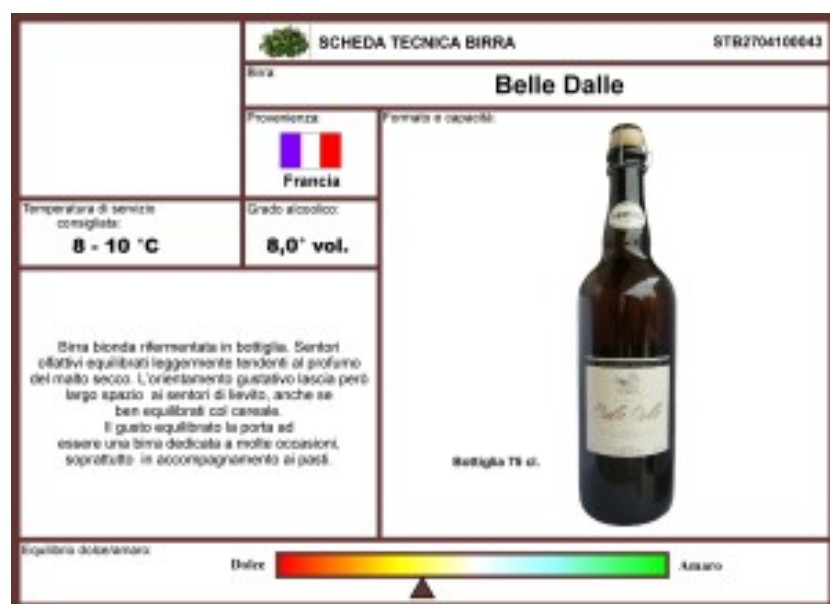 SCHEDA TECNICA BIRRA
STB2704100043
Birra:
Belle Dalle
Provenienza:
Francia
Formato e capacità:
Temperatura di servizio
consigliata:
8 - 10 °C
Grado alcoolico:
8,0° vol.
Birra bionda rifermentata in bottiglia. Sentori
olfattivi equilibrati leggermente tendenti al profumo
del malto secco. L'orientamento gustativo lascia però
largo spazio ai sentori di lievito, anche se
ben equilibrati col cereale.
Il gusto equilibrato la porta ad
essere una birra dedicata a molte occasioni,
soprattutto in accompagnamento ai pasti.
Belle Dalle
Bottiglia 75 cl.
Equilibrio dolce/amaro:
Dolce
Amaro